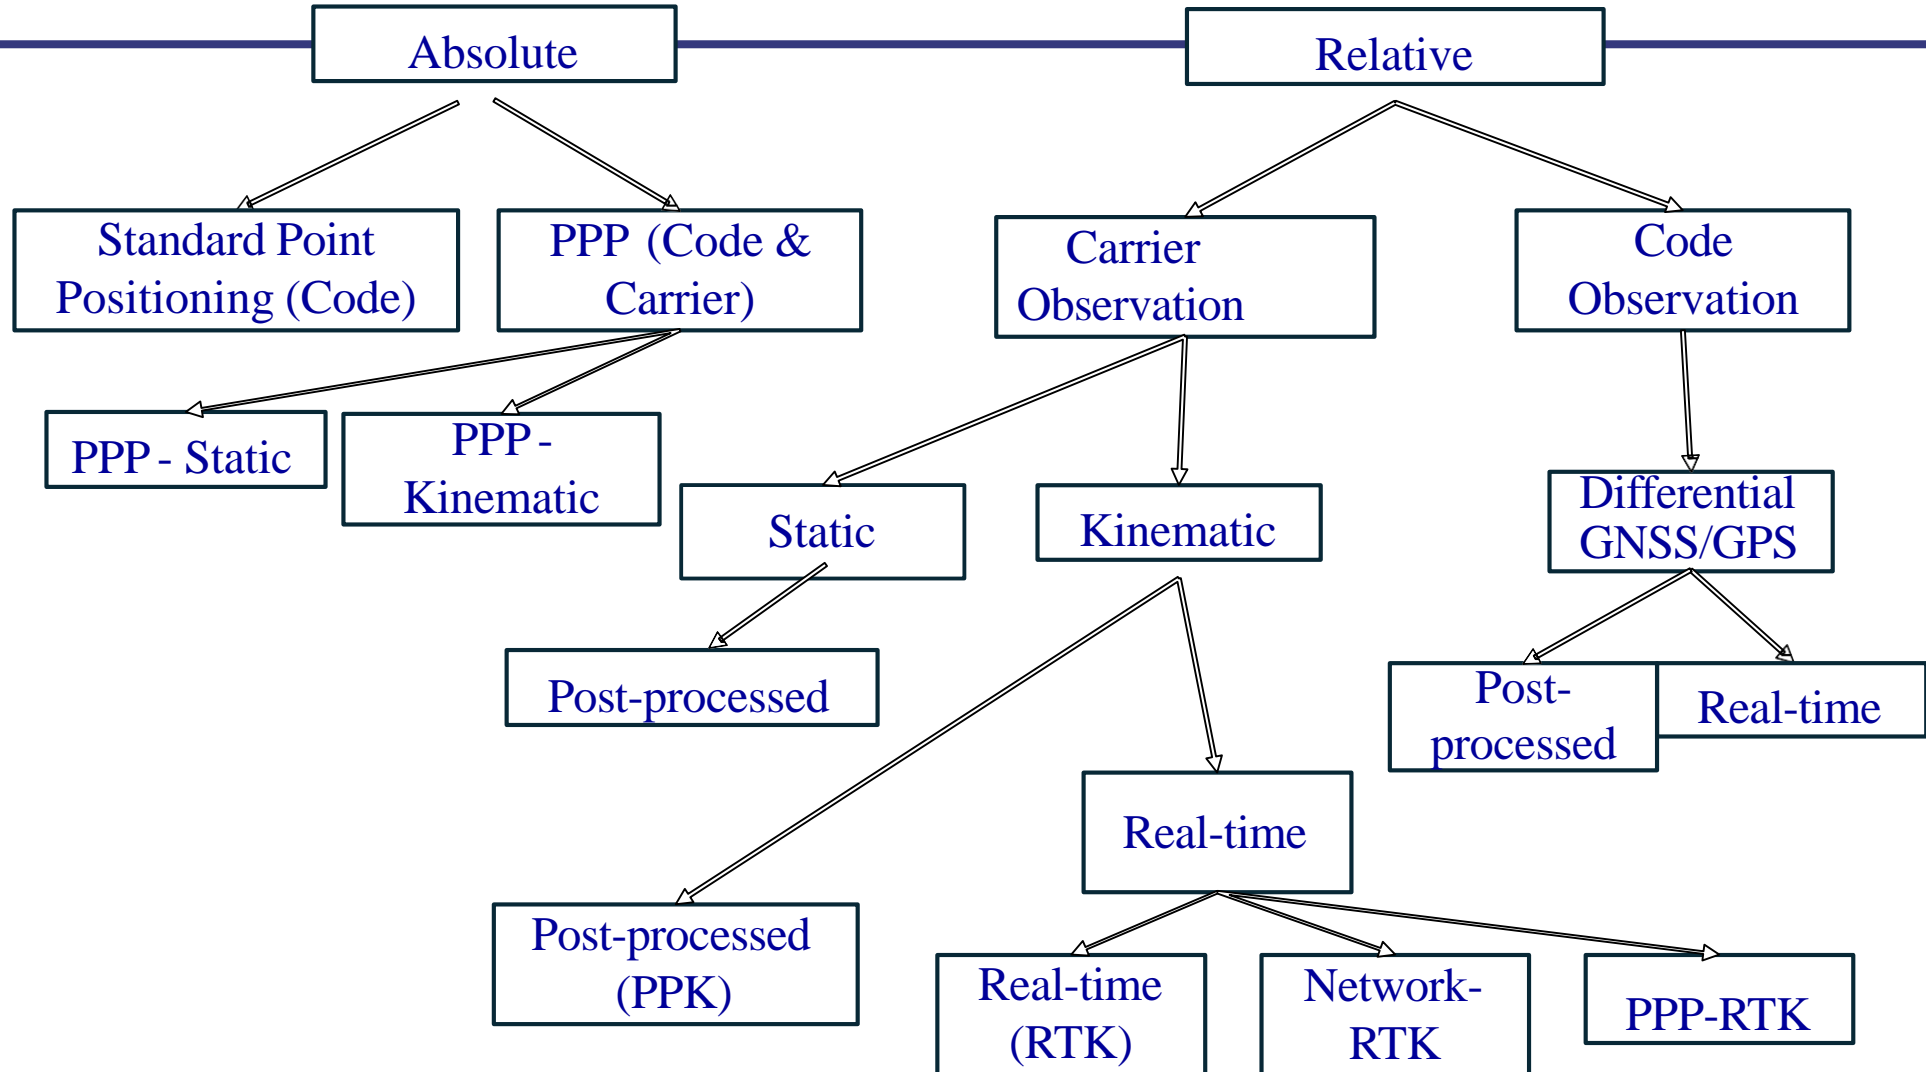 Absolute
Relative
Standard Point
Positioning (Code)
PPP (Code &
Carrier)
Carrier
Observation
Code
Observation
PPP - Static
PPP -
Kinematic
Static
Kinematic
Differential
GNSS/GPS
Post-processed
Post-
processed
Real-time
Real-time
Post-processed
(PPK)
Real-time
(RTK)
Network-
RTK
PPP-RTK